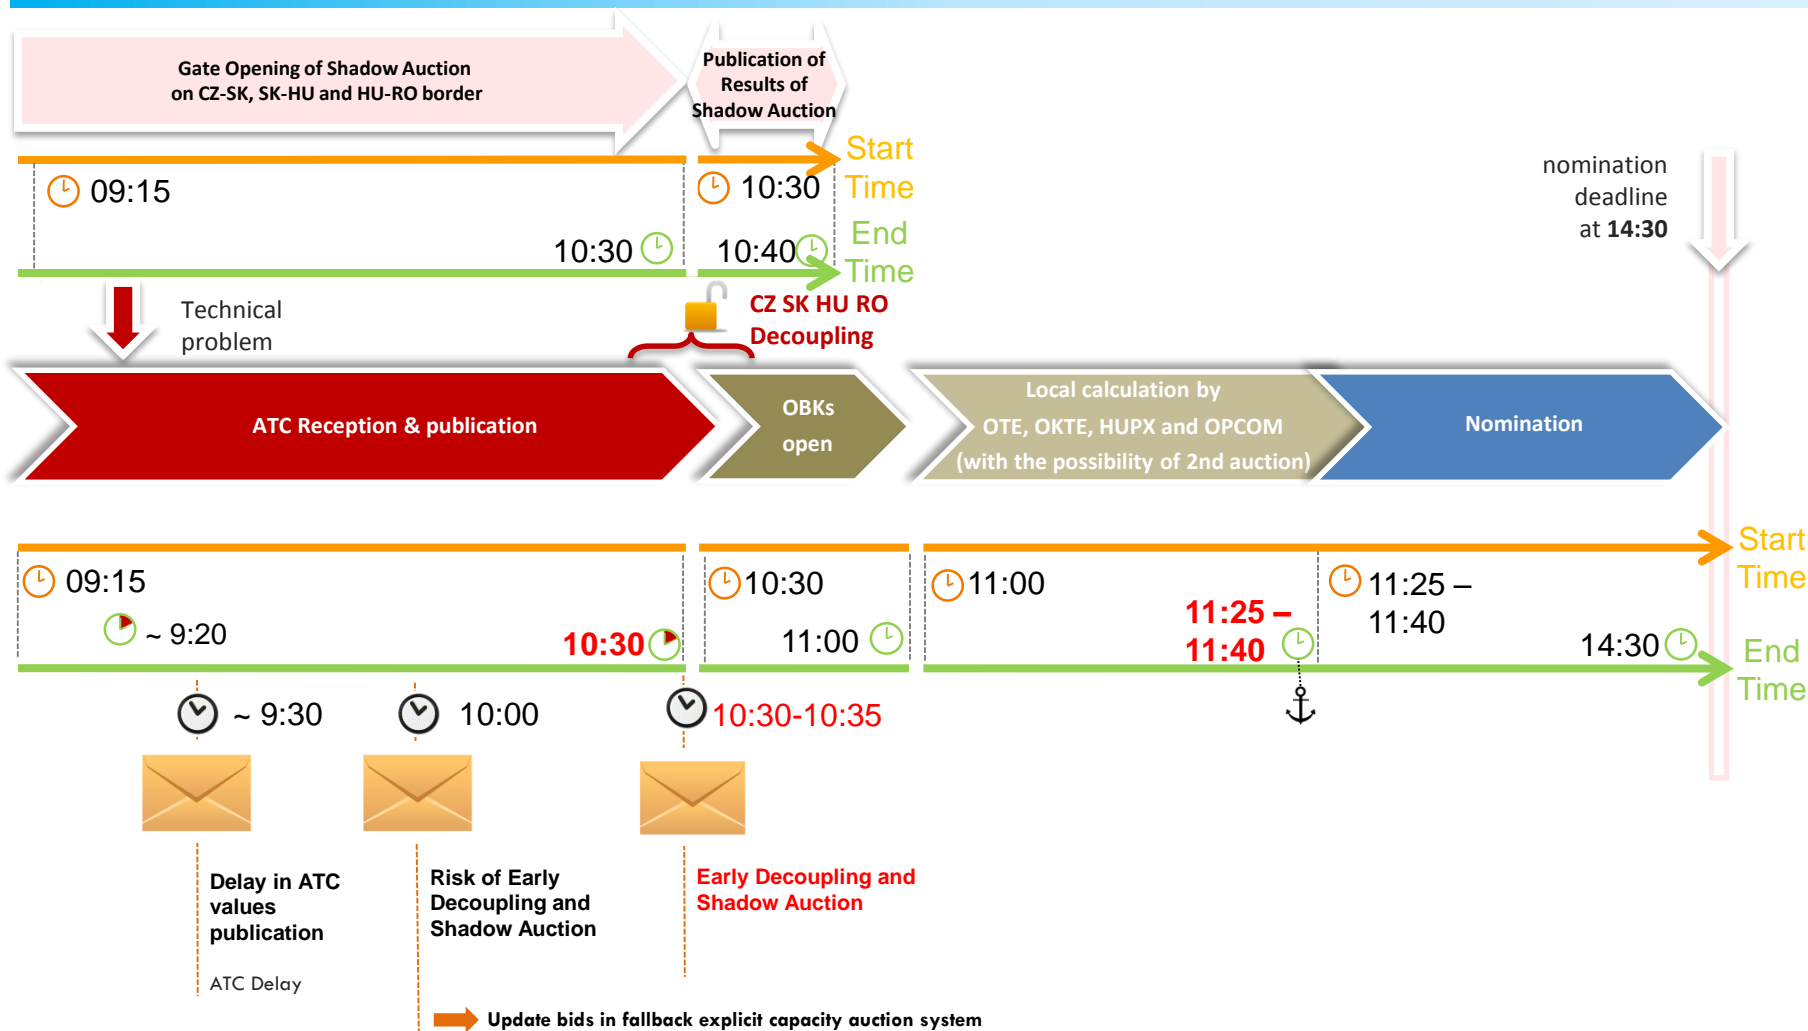 Gate Opening of Shadow Auction
on CZ-SK, SK-HU and HU-RO border
Publication of
Results of
Shadow Auction
Start
Time
09:15
10:30
10:30
10:40
End
Time
nomination
deadline
at 14:30
Technical
problem
CZ SK HU RO
Decoupling
ATC Reception & publication
OBKs
open
Local calculation by
OTE, OKTE, HUPX and OPCOM
(with the possibility of 2nd auction)
Nomination
Start
Time
09:15
~ 9:20
10:30
10:30
11:00
11:00
11:25 –
11:40
11:25 –
11:40
14:30
End
Time
~ 9:30
10:00
10:30-10:35
Delay in ATC
values
publication
ATC Delay
Risk of Early
Decoupling and
Shadow Auction
Early Decoupling and
Shadow Auction
Update bids in fallback explicit capacity auction system